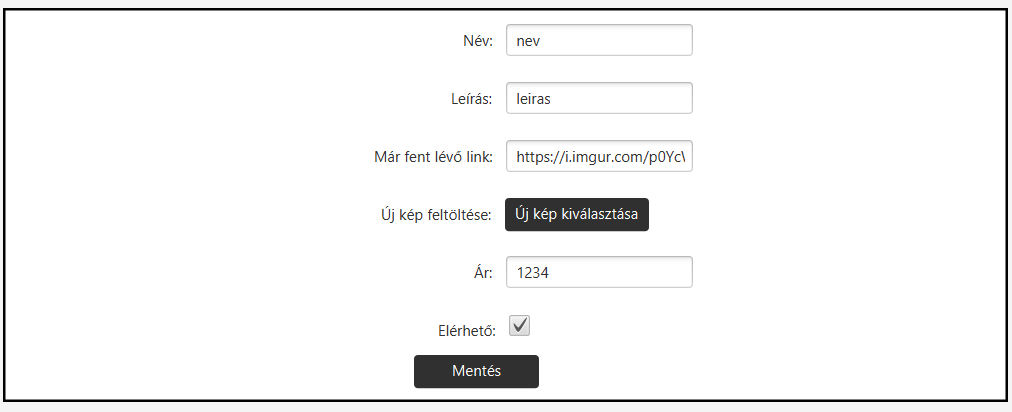 Név: nev
Leírás: leiras
Már fent lévő link: https://i.imgur.com/p0Yc
Új kép feltöltése: Új kép kiválasztása
Ár: 1234
Elérhető:
Mentés